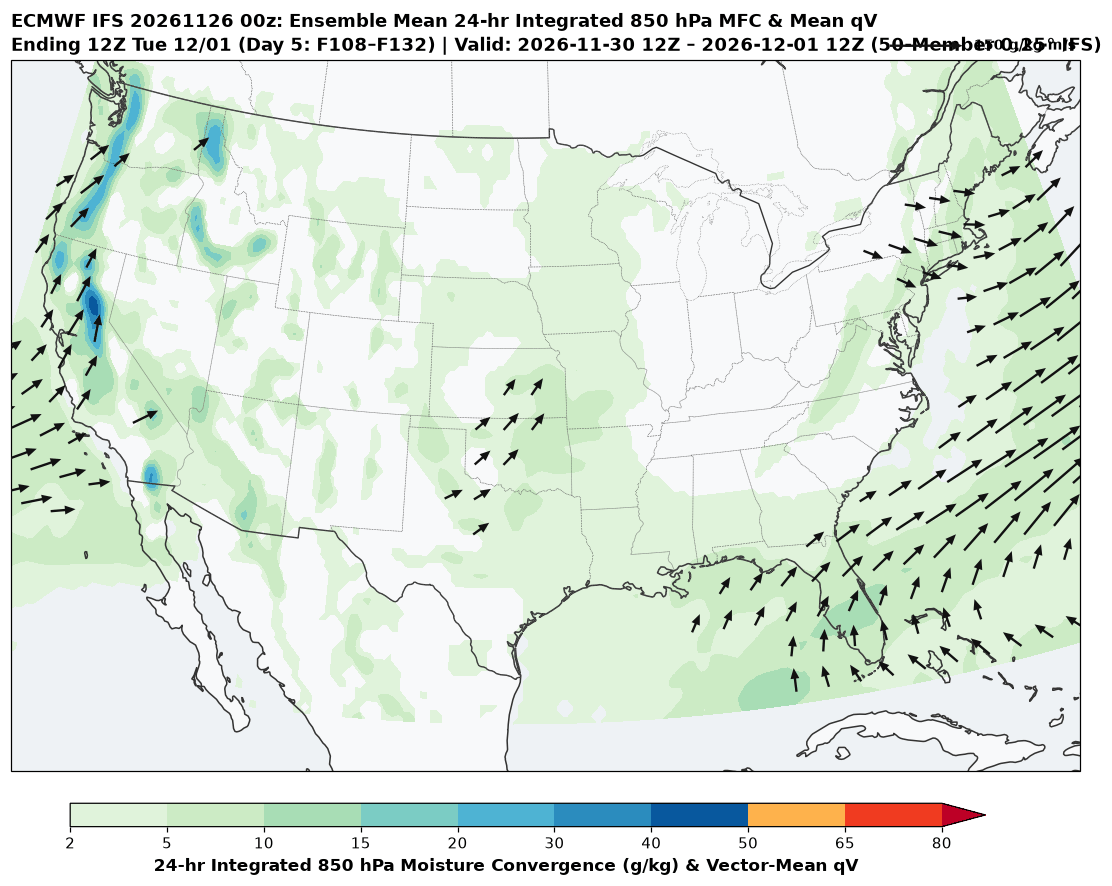 ECMWF IFS 20261126 00z: Ensemble Mean 24-hr Integrated 850 hPa MFC & Mean qV
Ending 12Z Tue 12/01 (Day 5: F108–F132) | Valid: 2026-11-30 12Z – 2026-12-01 12Z (50-Member 0.25° IFS)
2 5 10 15 20 30 40 50 65 80
24-hr Integrated 850 hPa Moisture Convergence (g/kg) & Vector-Mean qV